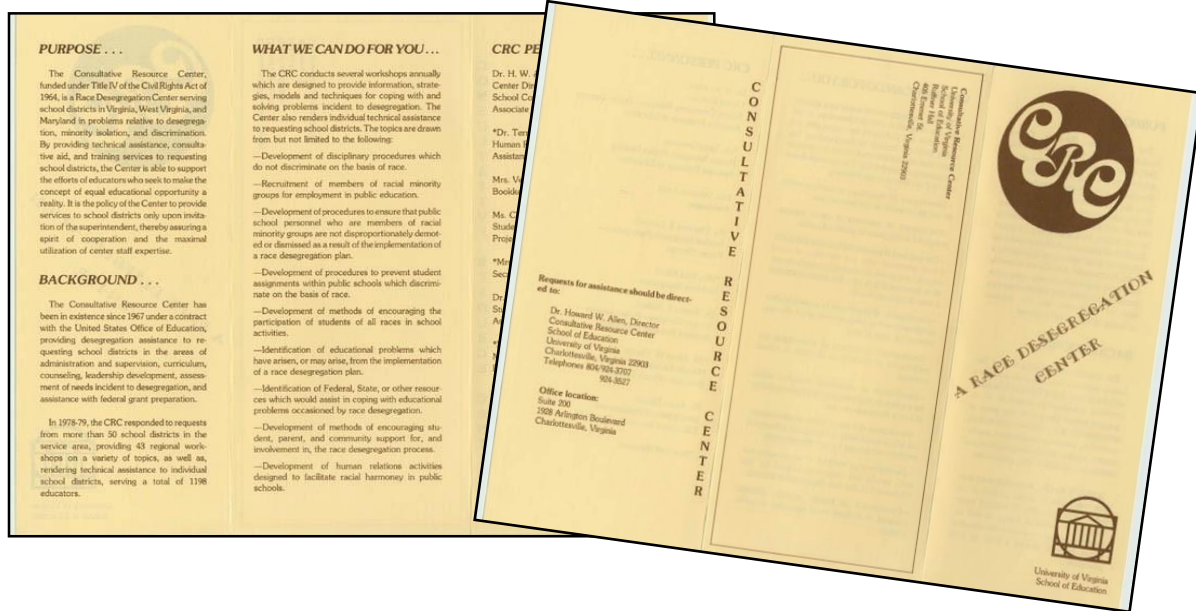 PURPOSE . . .
The Consultative Resource Center,
funded under Title IV of the Civil Rights Act of
1964, is a Race Desegregation Center serving
school districts in Virginia, West Virginia, and
Maryland in problems relative to desegrega-
tion, minority isolation, and discrimination.
By providing technical assistance, consulta-
tive aid, and training services to requesting
school districts, the Center is able to support
the efforts of educators who seek to make the
concept of equal educational opportunity a
reality. It is the policy of the Center to provide
services to school districts only upon invita-
tion of the superintendent, thereby assuring a
spirit of cooperation and the maximal
utilization of center staff expertise.
BACKGROUND . . .
The Consultative Resource Center has
been in existence since 1967 under a contract
with the United States Office of Education,
providing desegregation assistance to re-
questing school districts in the areas of
administration and supervision, curriculum,
counseling, leadership development, assess-
ment of needs incident to desegregation, and
assistance with federal grant preparation.
In 1978-79, the CRC responded to requests
from more than 50 school districts in the
service area, providing 43 regional work-
shops on a variety of topics, as well as,
rendering technical assistance to individual
school districts, serving a total of 1198
educators.
WHAT WE CAN DO FOR YOU . . .
The CRC conducts several workshops annually
which are designed to provide information, strate-
gies, models and techniques for coping with and
solving problems incident to desegregation. The
Center also renders individual technical assistance
to requesting school districts. The topics are drawn
from but not limited to the following:
—Development of disciplinary procedures which
do not discriminate on the basis of race.
—Recruitment of members of racial minority
groups for employment in public education.
—Development of procedures to ensure that public
school personnel who are members of racial
minority groups are not disproportionately demot-
ed or dismissed as a result of the implementation of
a race desegregation plan.
—Development of procedures to prevent student
assignments within public schools which discrimi-
nate on the basis of race.
—Development of methods of encouraging the
participation of students of all races in school
activities.
—Identification of educational problems which
have arisen, or may arise, from the implementation
of a race desegregation plan.
—Identification of Federal, State, or other resour-
ces which would assist in coping with educational
problems occasioned by race desegregation.
—Development of methods of encouraging stu-
dent, parent, and community support for, and
involvement in, the race desegregation process.
—Development of human relations activities
designed to facilitate racial harmoney in public
schools.
CRC PE
Dr. H. W.
Center Dir
School Co
Associate
*Dr. Terr
Human
Assistan
Mrs. Ve
Bookke
Ms. C
Stude
Proje
*Mr
Sec
Dr.
Requests for assistance should be direct-
ed to:
Dr. Howard W. Allen, Director
Consultative Resource Center
School of Education
University of Virginia
Charlottesville, Virginia 22903
Telephones 804/924-3707
924-3527
Office location:
Suite 200
1928 Arlington Boulevard
Charlottesville, Virginia
CONSULTATIVE RESOURCE CENTER
Consultative Resource Center
University of Virginia
School of Education
Ruffner Hall
405 Emmet St.
Charlottesville, Virginia 22903
CRC
A RACE DESEGREGATION
CENTER
University of Virginia
School of Education